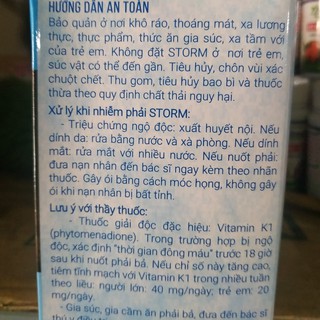 HƯỚNG DẪN AN TOÀN
Bảo quản ở nơi khô ráo, thoáng mát, xa lương
thực, thực phẩm, thức ăn gia súc, xa tầm với
của trẻ em. Không đặt STORM ở nơi trẻ em,
súc vật có thể đến gần. Tiêu hủy, chôn vùi xác
chuột chết. Thu gom, tiêu hủy bao bì và thuốc
thừa theo quy định chất thải nguy hại.
Xử lý khi nhiễm phải STORM:
- Triệu chứng ngộ độc: xuất huyết nội. Nếu
dính da: rửa bằng nước và xà phòng. Nếu dính
mắt: rửa mắt với nhiều nước. Nếu nuốt phải:
đưa nạn nhân đến bác sĩ ngay kèm theo nhãn
thuốc. Gây ói bằng cách móc họng, không gây
ói khi nạn nhân bị bất tỉnh.
Lưu ý với thầy thuốc:
- Thuốc giải độc đặc hiệu: Vitamin K1
(phytomenadione). Trong trường hợp bị ngộ
độc, xác định "thời gian đông máu" trước 18 giờ
sau khi nuốt phải bả. Nếu chỉ số này tăng cao,
tiêm tĩnh mạch với Vitamin K1 trong nhiều tuần
theo liệu: người lớn: 40 mg/ngày; trẻ em: 20
mg/ngày.
- Gia súc, gia cầm ăn phải bả, đưa đến bác sĩ